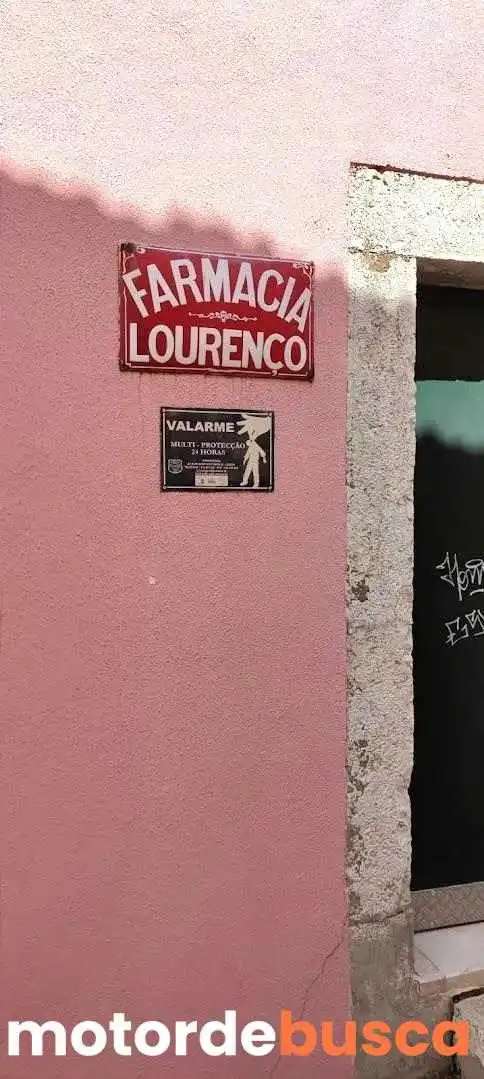 FARMACIA
LOURENÇO
VALARME
MULTI - PROTECÇÃO
24 HORAS
motordebusca